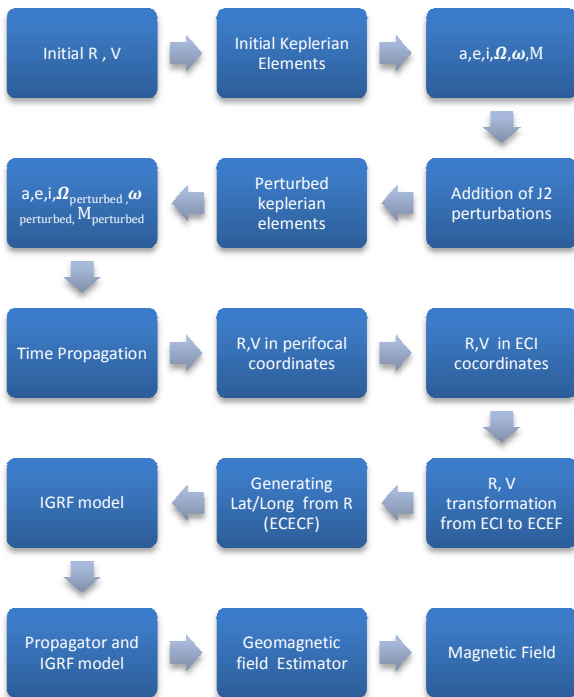 Initial R , V
Initial Keplerian
Elements
a,e,i,Ω,ω,M
Addition of J2
perturbations
Perturbed
keplerian
elements
a,e,i,Ωperturbed ,ω
perturbed, Mperturbed
Time Propagation
R,V in perifocal
coordinates
R,V in ECI
cocordinates
R, V
transformation
from ECI to ECEF
Generating
Lat/Long from R
(ECECF)
IGRF model
Propagator and
IGRF model
Geomagnetic
field Estimator
Magnetic Field